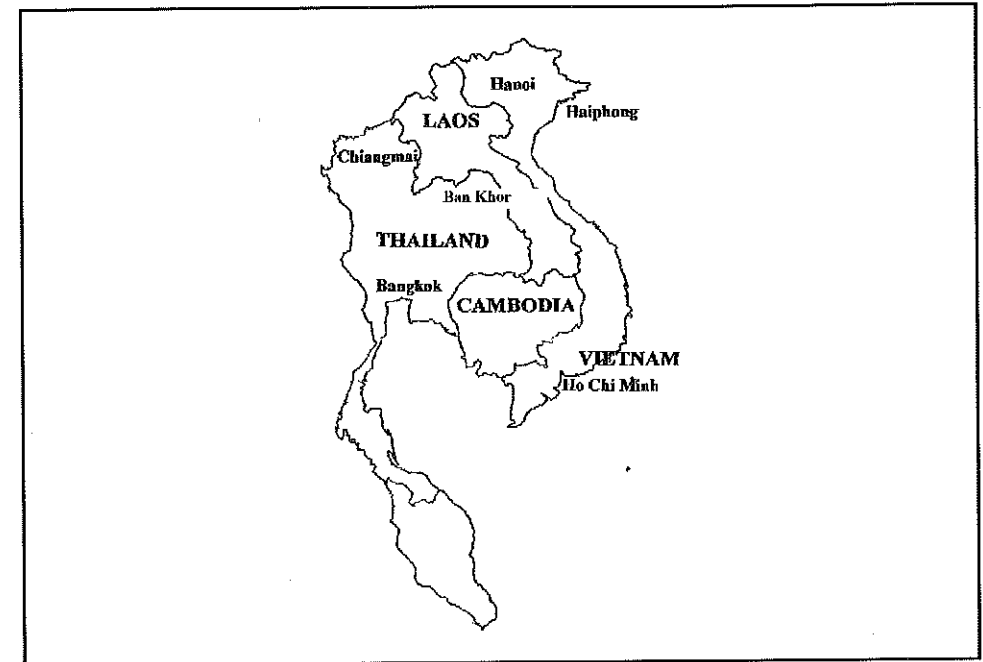 Hanoi
Haiphong
LAOS
Chiangmai
Ban Khor
THAILAND
Bangkok
CAMBODIA
VIETNAM
Ho Chi Minh